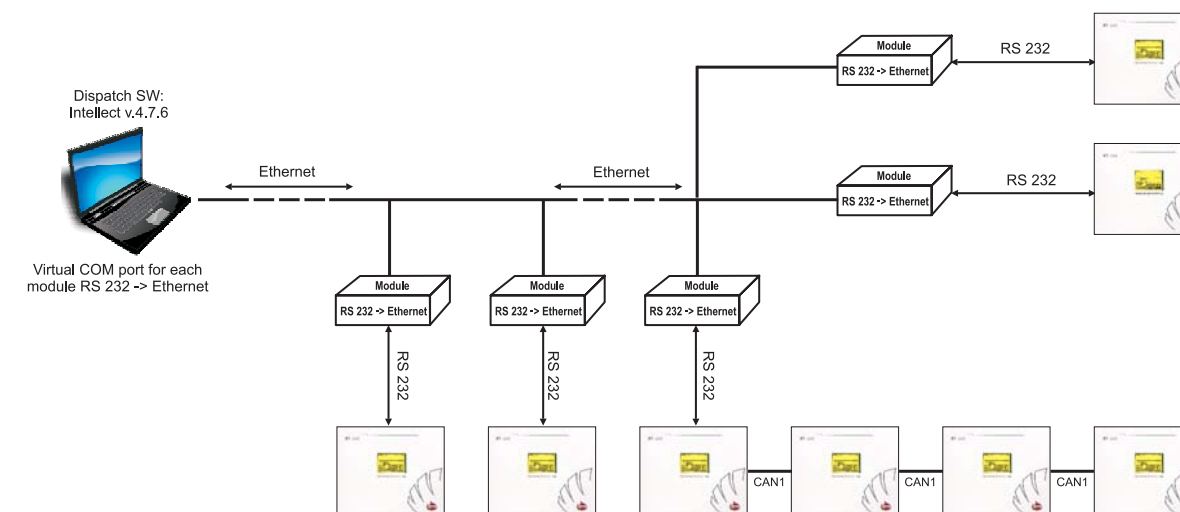 Module
RS 232 -> Ethernet
RS 232
Dispatch SW:
Intellect v.4.7.6
Ethernet
Ethernet
Module
RS 232 -> Ethernet
RS 232
Virtual COM port for each
module RS 232 -> Ethernet
Module
RS 232 -> Ethernet
Module
RS 232 -> Ethernet
Module
RS 232 -> Ethernet
RS 232
RS 232
RS 232
CAN1
CAN1
CAN1